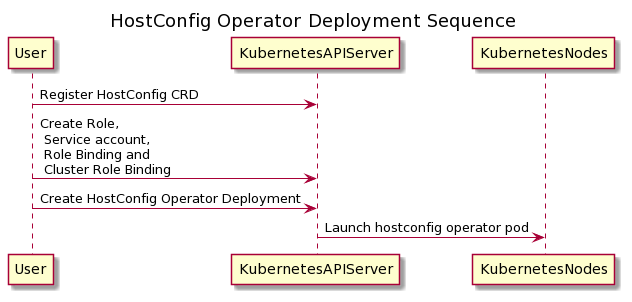 HostConfig Operator Deployment Sequence
User
KubernetesAPIServer
KubernetesNodes
Register HostConfig CRD
Create Role,
Service account,
Role Binding and
Cluster Role Binding
Create HostConfig Operator Deployment
Launch hostconfig operator pod
User
KubernetesAPIServer
KubernetesNodes